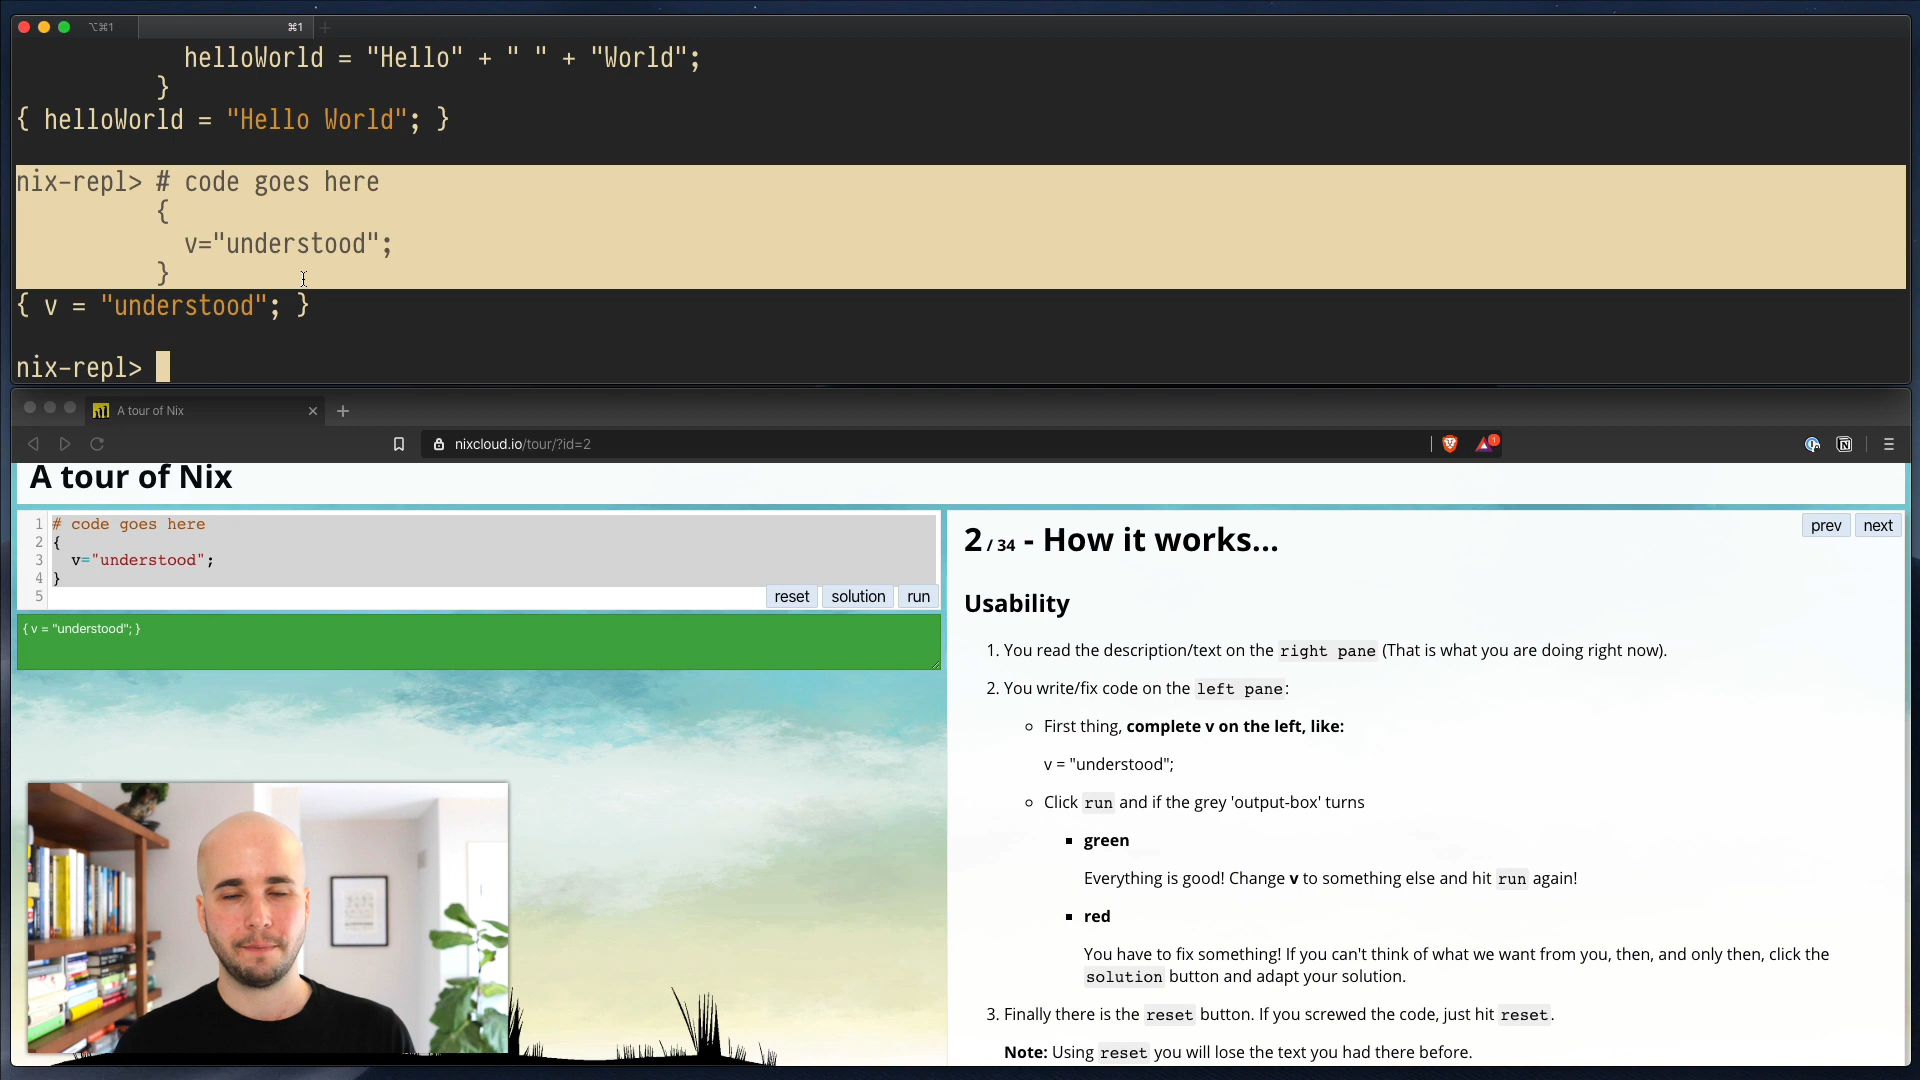 ⌥⌘1 ⌘1 +
helloWorld = "Hello" + " " + "World";
}
{ helloWorld = "Hello World"; }
nix-repl> # code goes here
{
v="understood";
}
{ v = "understood"; }
nix-repl>
A tour of Nix
nixcloud.io/tour/?id=2
1
A tour of Nix
1 # code goes here
2 {
3 v="understood";
4 }
5
reset solution run
{ v = "understood"; }
prev next
2 / 34 - How it works...
Usability
1. You read the description/text on the right pane (That is what you are doing right now).
2. You write/fix code on the left pane:
First thing, complete v on the left, like:
v = "understood";
Click run and if the grey 'output-box' turns
green
Everything is good! Change v to something else and hit run again!
red
You have to fix something! If you can't think of what we want from you, then, and only then, click the
solution button and adapt your solution.
3. Finally there is the reset button. If you screwed the code, just hit reset.
Note: Using reset you will lose the text you had there before.